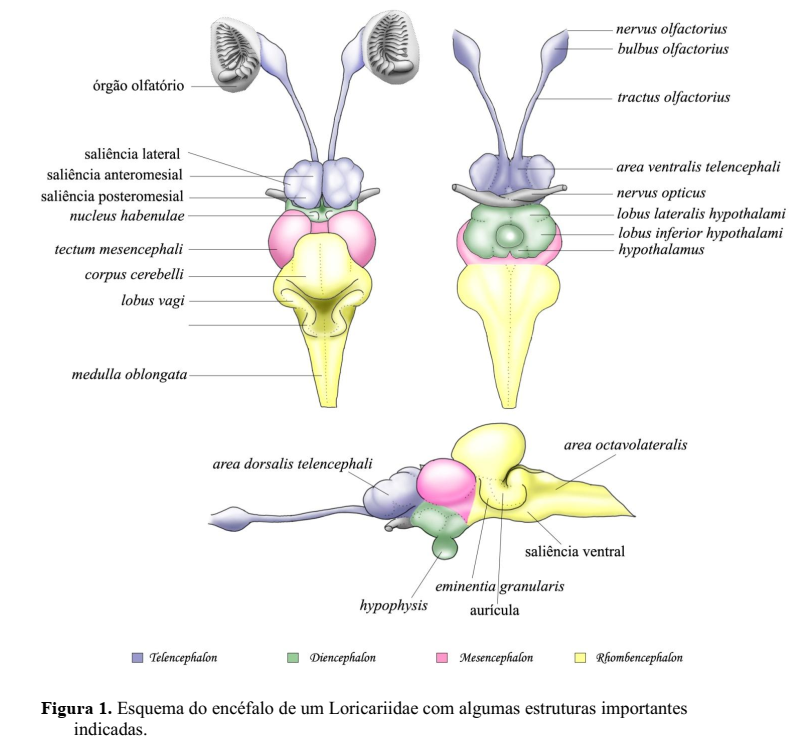 órgão olfatório
saliência lateral
saliência anteromesial
saliência posteromesial
nucleus habenulae
tectum mesencephali
corpus cerebelli
lobus vagi
medulla oblongata
nervus olfactorius
bulbus olfactorius
tractus olfactorius
area ventralis telencephali
nervus opticus
lobus lateralis hypothalami
lobus inferior hypothalami
hypothalamus
area dorsalis telencephali
area octavolateralis
saliência ventral
eminentia granularis
hypophysis
aurícula
Telencephalon
Diencephalon
Mesencephalon
Rhombencephalon
Figura 1. Esquema do encéfalo de um Loricariidae com algumas estruturas importantes
indicadas.